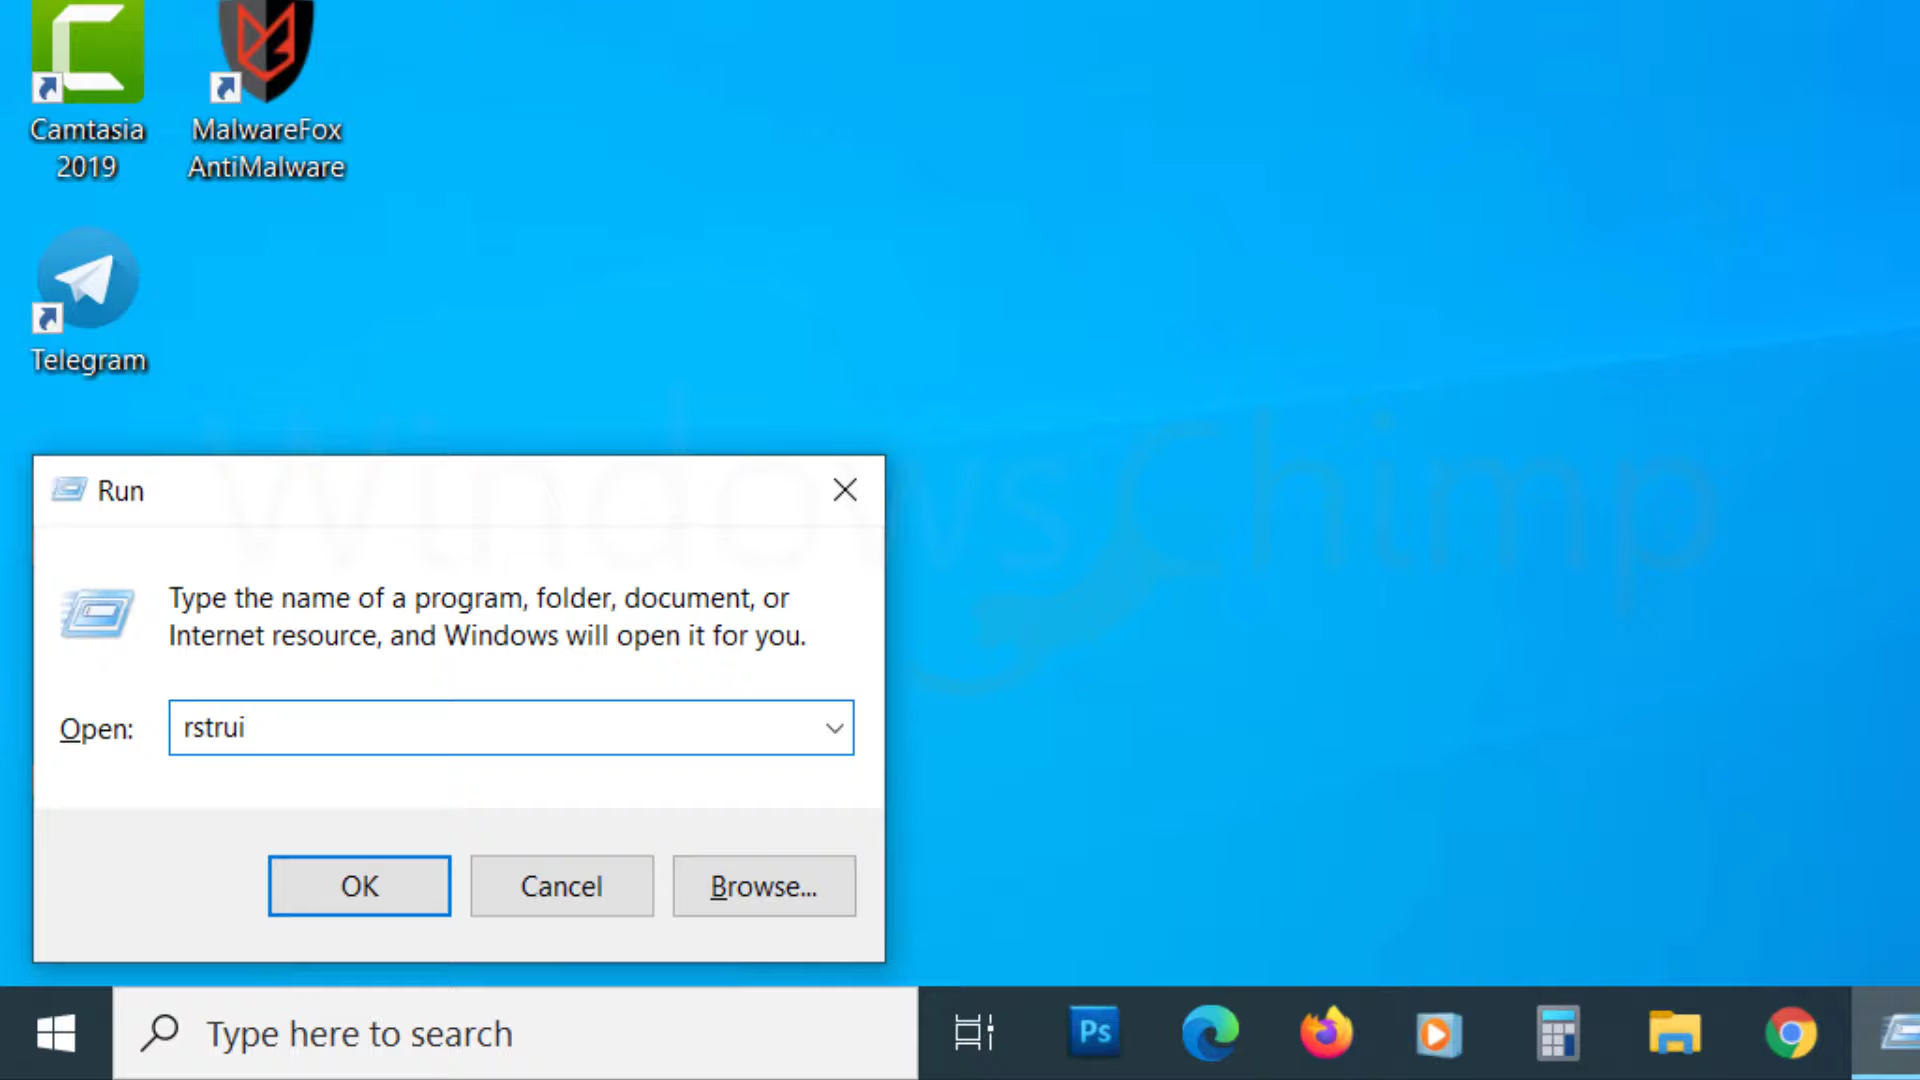 Camtasia
2019
MalwareFox
AntiMalware
Telegram
WindowsChimp
Run
Type the name of a program, folder, document, or
Internet resource, and Windows will open it for you.
Open:
rstrui
OK
Cancel
Browse...
Type here to search
Ps